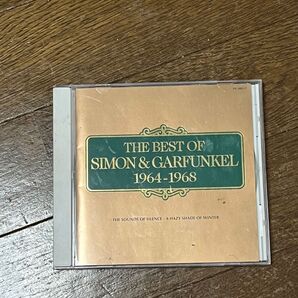 THE BEST OF
SIMON & GARFUNKEL
1964-1968
THE SOUNDS OF SILENCE · A HAZY SHADE OF WINTER